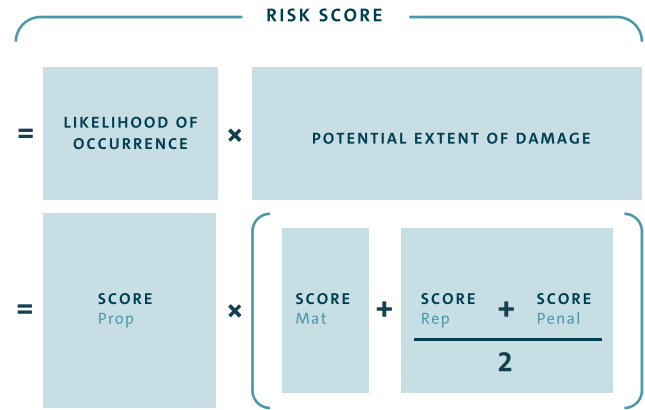 RISK SCORE
= LIKELIHOOD OF OCCURRENCE × POTENTIAL EXTENT OF DAMAGE
= SCORE Prop × ( SCORE Mat + SCORE Rep + SCORE Penal
2 )